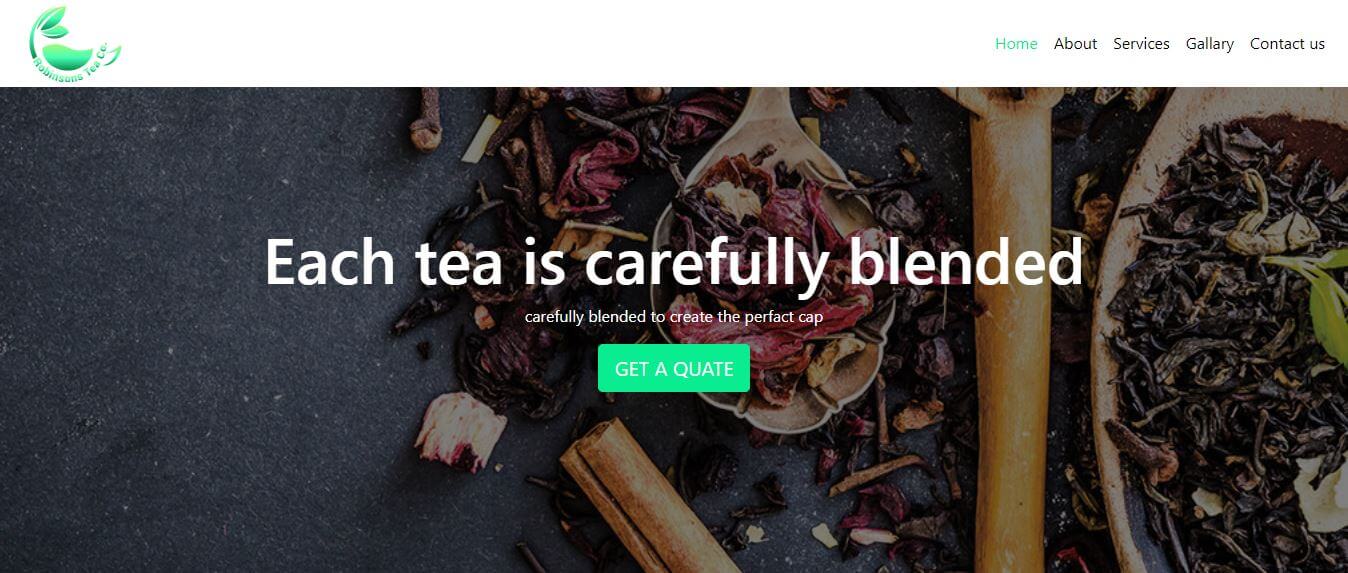 Robinsons Tea Co.
Home About Services Gallary Contact us
Each tea is carefully blended
carefully blended to create the perfact cap
GET A QUATE